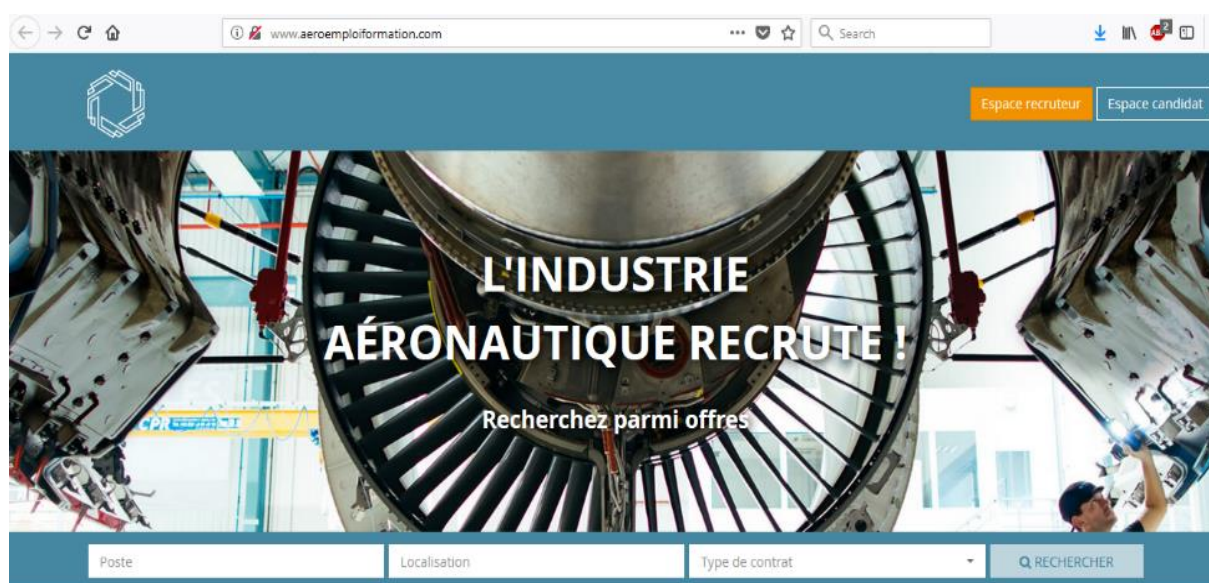 www.aeroemploiformation.com
Search
2
Espace recruteur
Espace candidat
L'INDUSTRIE
AÉRONAUTIQUE RECRUTE !
Recherchez parmi offres
CPR
Poste
Localisation
Type de contrat
RECHERCHER